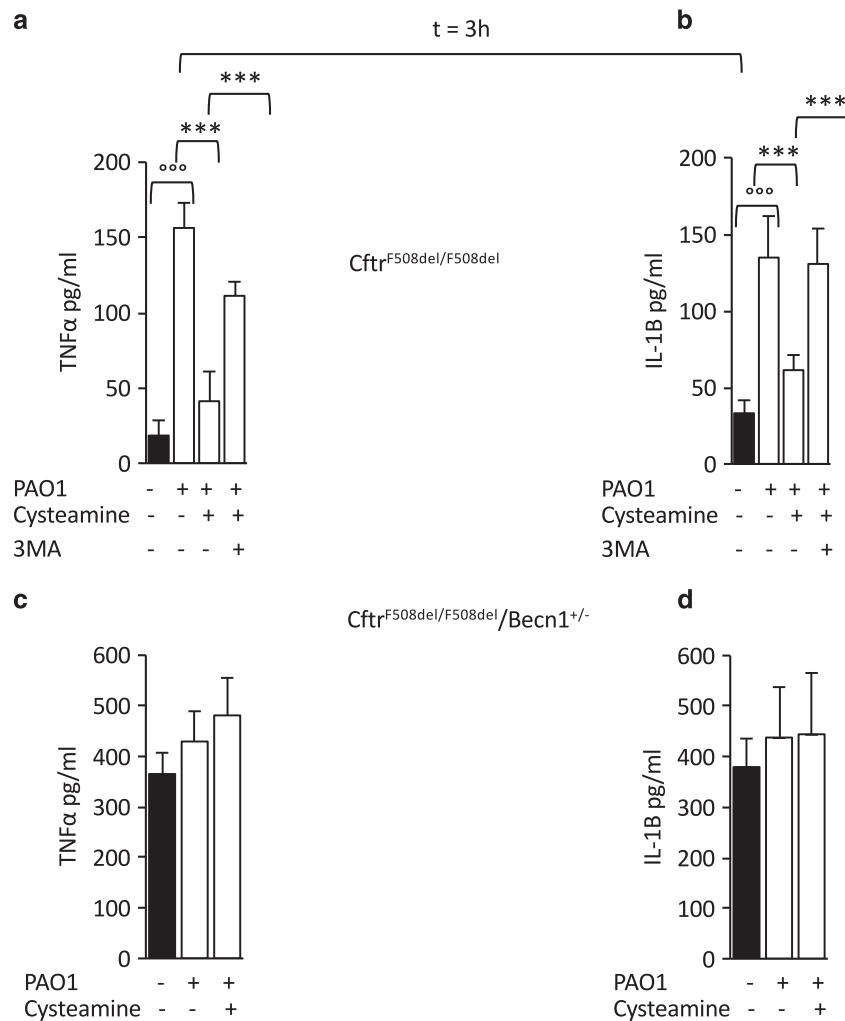 a
t = 3h
b
***
***
°°°
200
150
100
50
0
TNFα pg/ml
Cftr^F508del/F508del
***
***
°°°
200
150
100
50
0
IL-1B pg/ml
PAO1 - + + +
Cysteamine - - + +
3MA - - - +
PAO1 - + + +
Cysteamine - - + +
3MA - - - +
c
Cftr^F508del/F508del/Becn1^+/-
d
600
500
400
300
200
100
0
TNFα pg/ml
600
500
400
300
200
100
0
IL-1B pg/ml
PAO1 - + +
Cysteamine - - +
PAO1 - + +
Cysteamine - - +